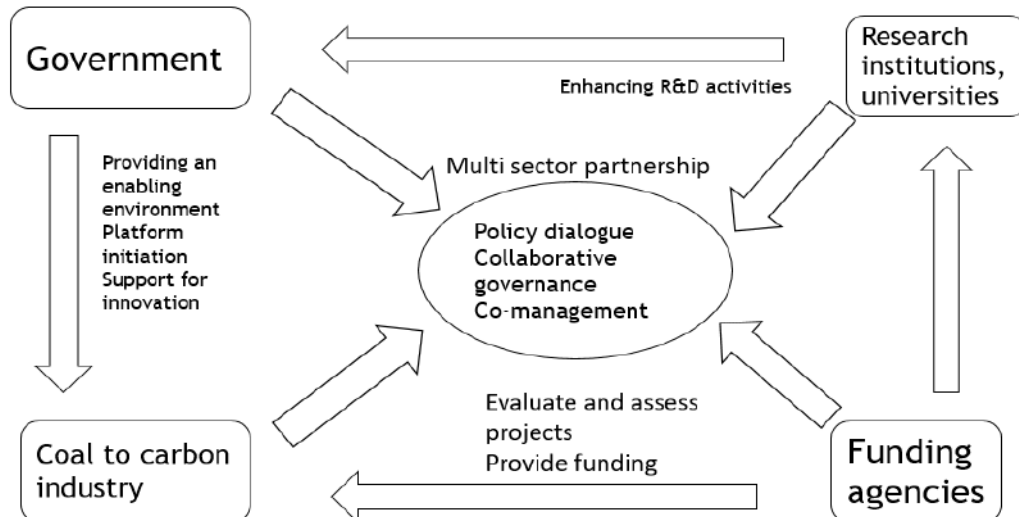 Government
Research
institutions,
universities
Enhancing R&D activities
Providing an
enabling
environment
Platform
initiation
Support for
innovation
Multi sector partnership
Policy dialogue
Collaborative
governance
Co-management
Evaluate and assess
projects
Provide funding
Coal to carbon
industry
Funding
agencies